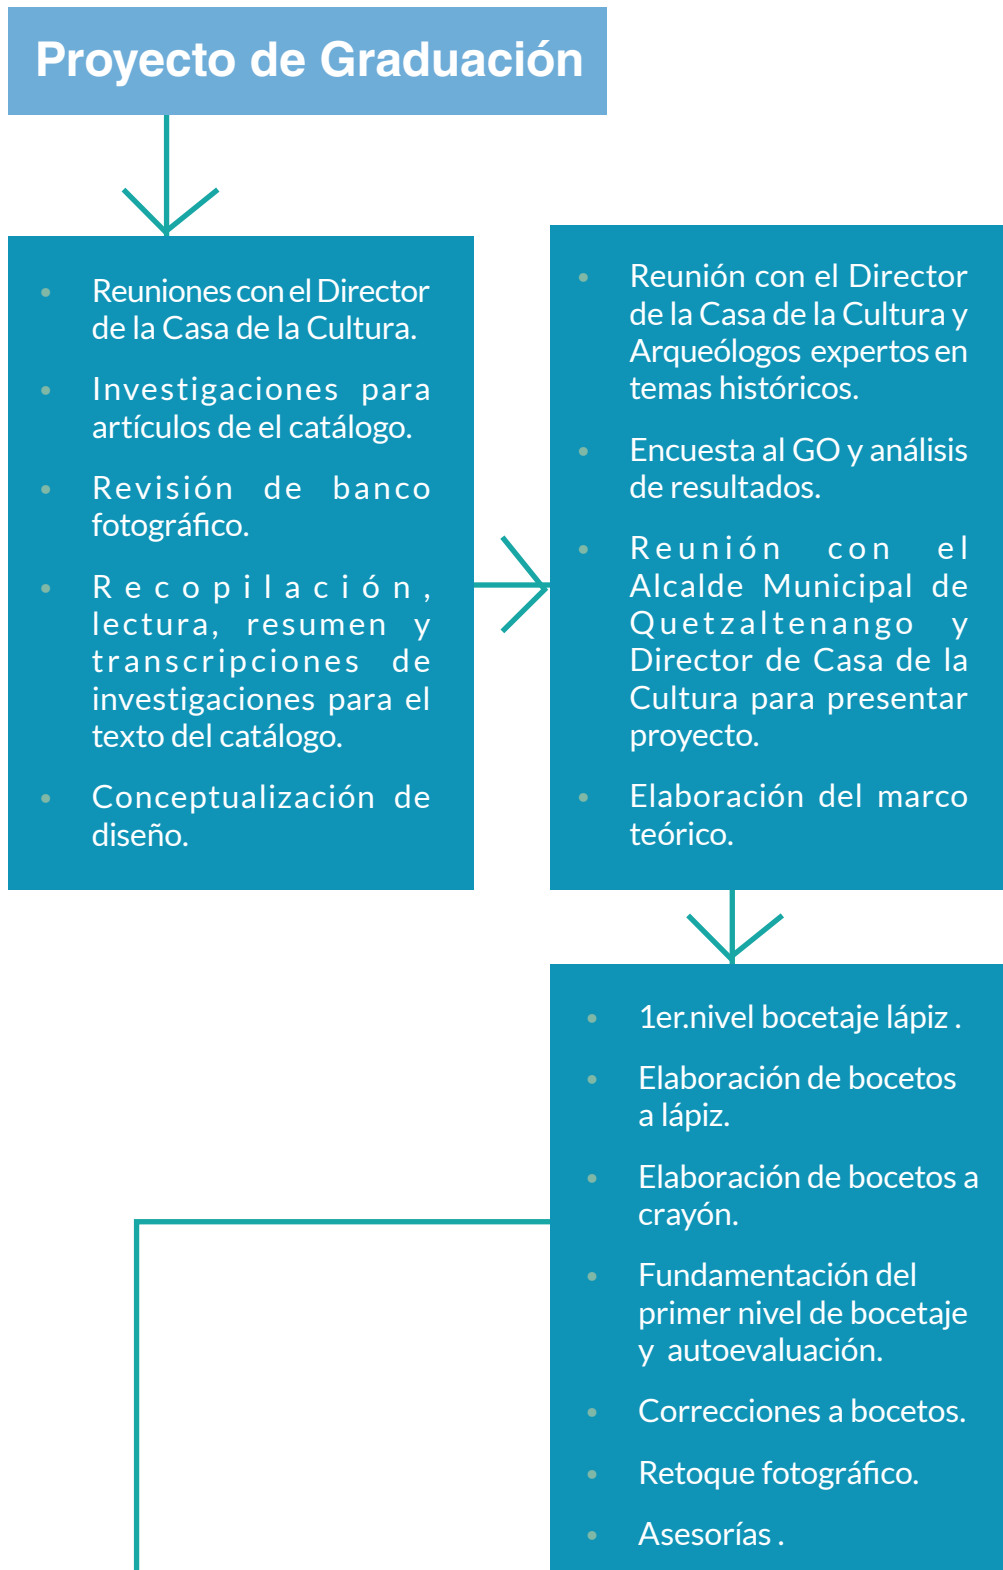 Proyecto de Graduación
• Reuniones con el Director
de la Casa de la Cultura.
• Investigaciones para
artículos de el catálogo.
• Revisión de banco
fotográfico.
• Recopilación,
lectura, resumen y
transcripciones de
investigaciones para el
texto del catálogo.
• Conceptualización de
diseño.
• Reunión con el Director
de la Casa de la Cultura y
Arqueólogos expertos en
temas históricos.
• Encuesta al GO y análisis
de resultados.
• Reunión con el
Alcalde Municipal de
Quetzaltenango y
Director de Casa de la
Cultura para presentar
proyecto.
• Elaboración del marco
teórico.
• 1er.nivel bocetaje lápiz .
• Elaboración de bocetos
a lápiz.
• Elaboración de bocetos a
crayón.
• Fundamentación del
primer nivel de bocetaje
y autoevaluación.
• Correcciones a bocetos.
• Retoque fotográfico.
• Asesorías .